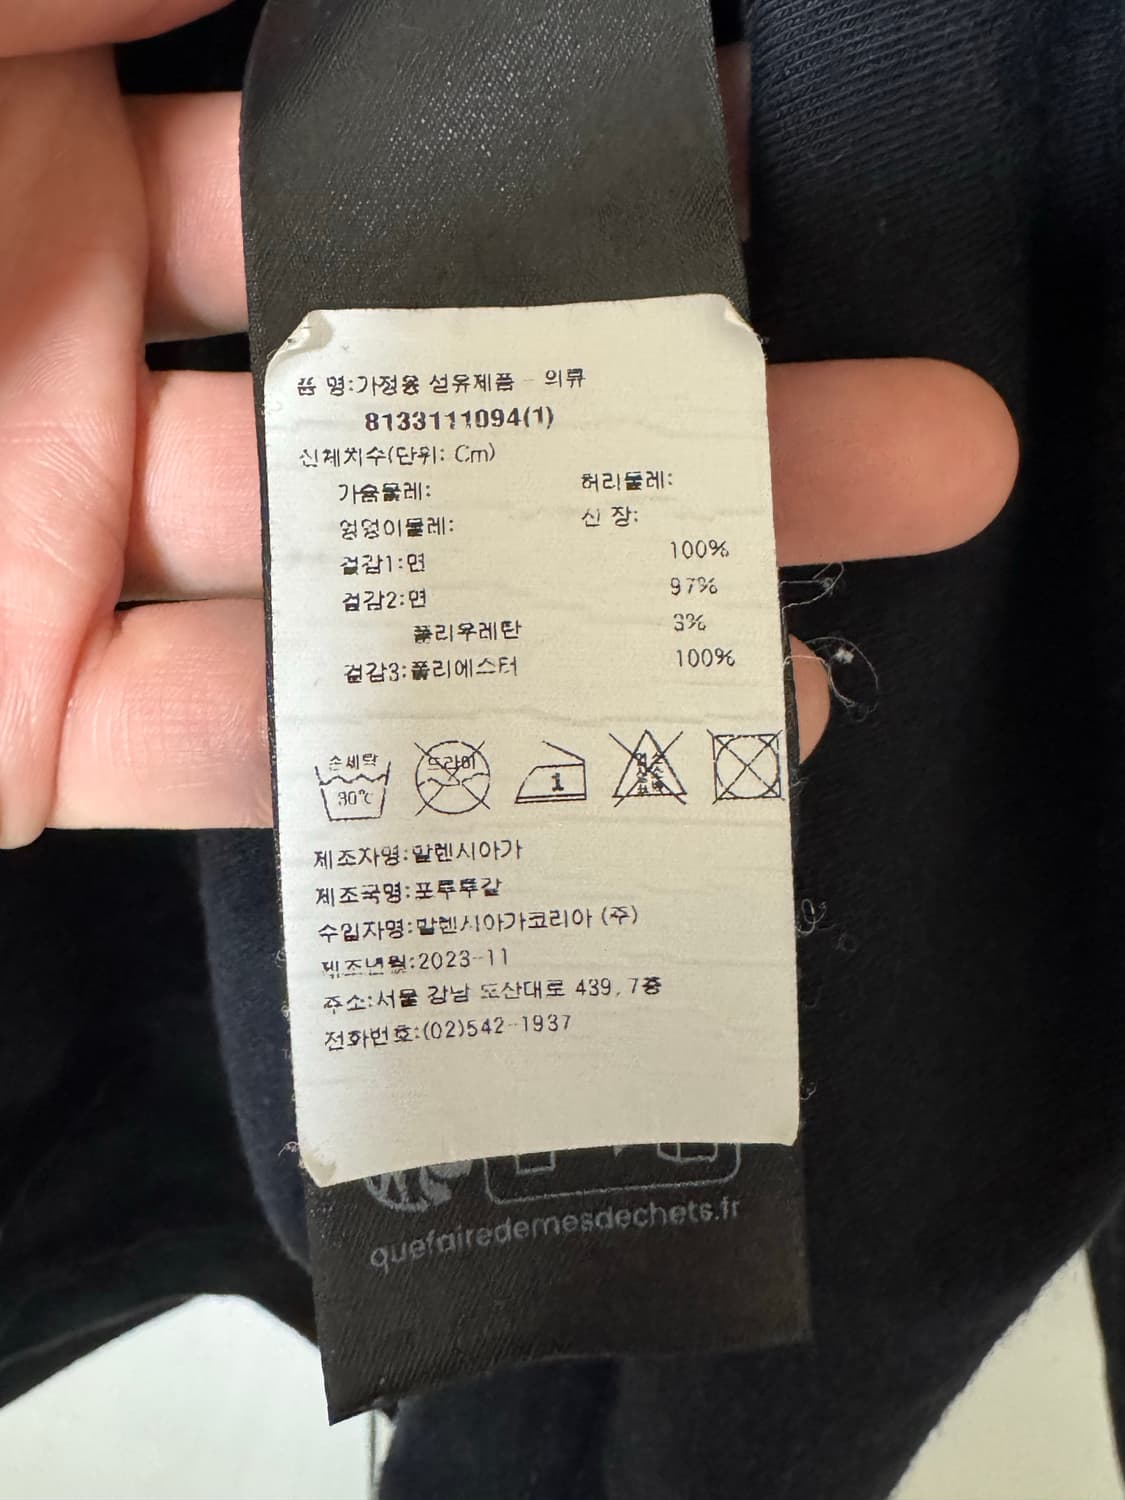 품 명:가정용 섬유제품 - 의류
8133111094(1)
신체치수(단위: Cm)
가슴둘레: 허리둘레:
엉덩이둘레: 신 장:
겉감1:면 100%
겉감2:면 97%
폴리우레탄 3%
겉감3:폴리에스터 100%
손세탁 드라이
30℃ 1
제조자명:발렌시아가
제조국명:포루투갈
수입자명:발렌시아가코리아 (주)
제조년월:2023-11
주소:서울 강남 도산대로 439, 7층
전화번호:(02)542-1937
quefairedemesdechets.fr